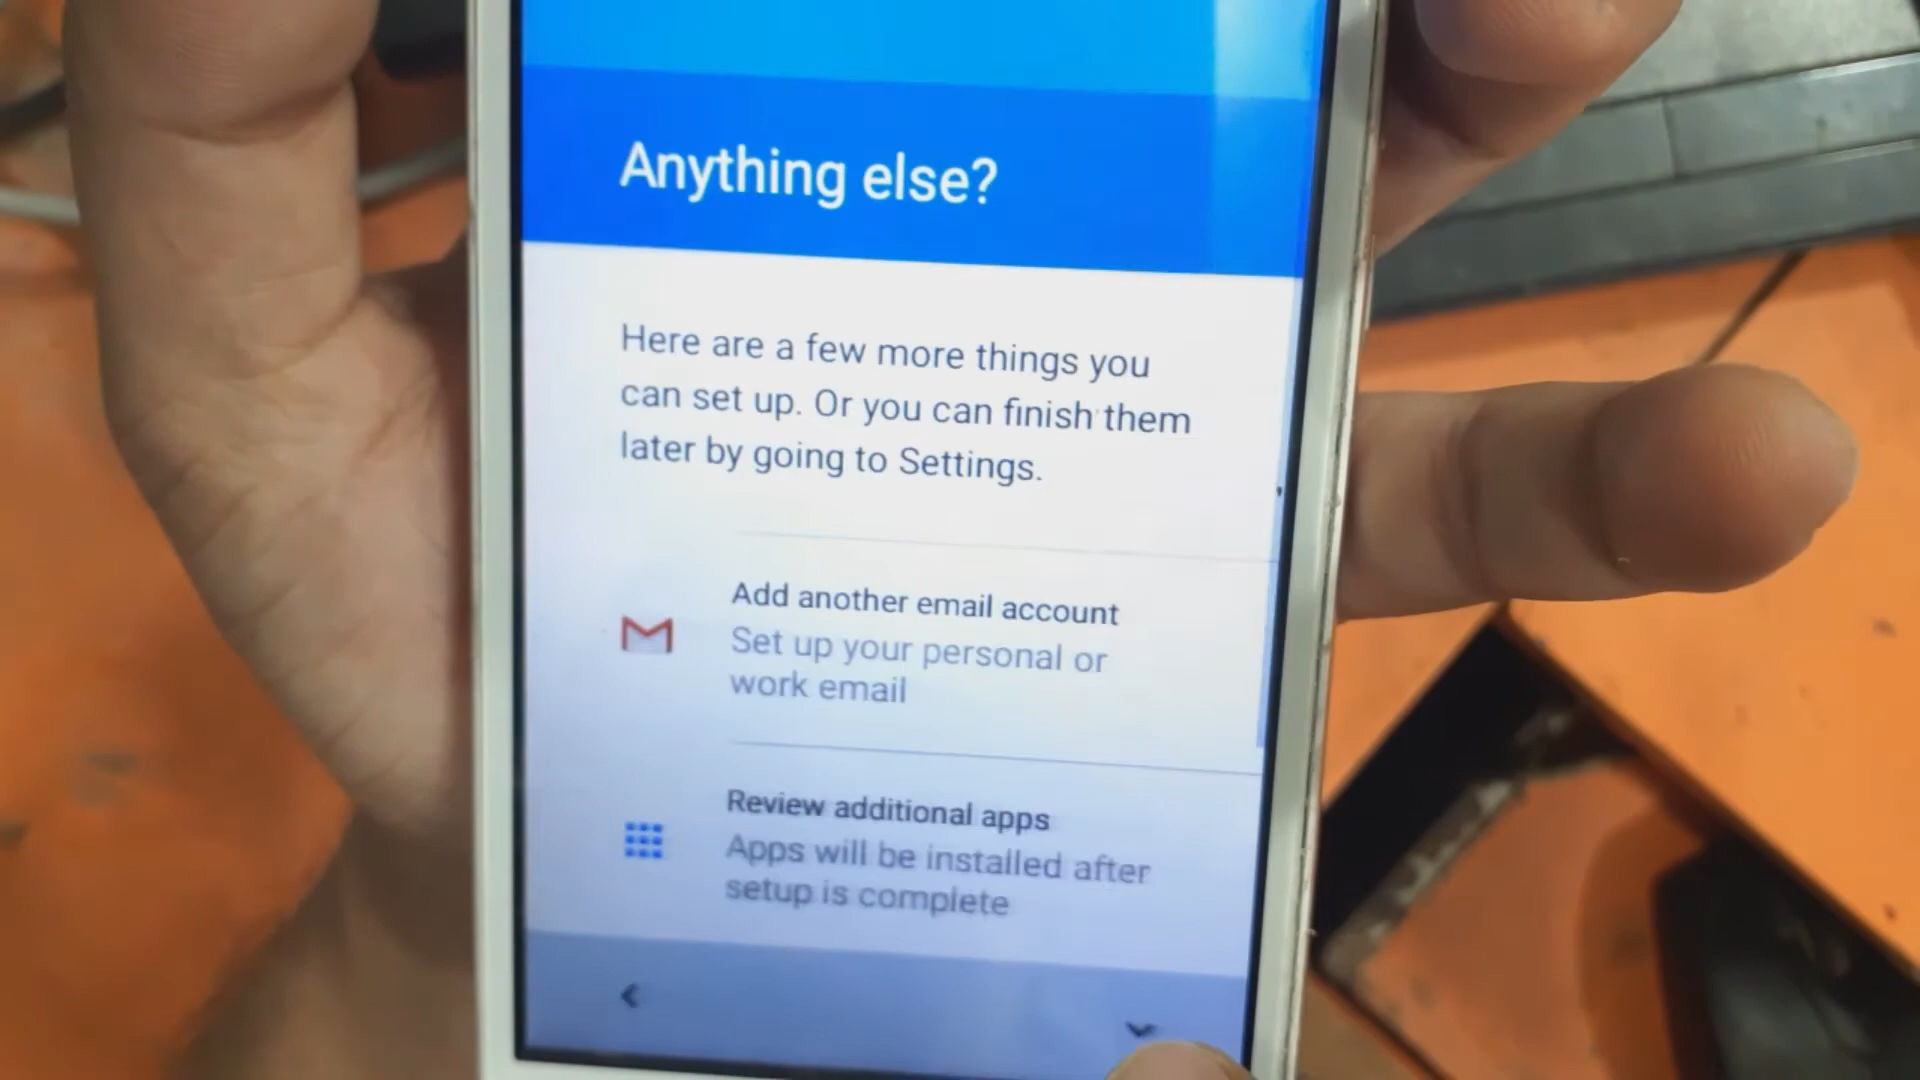 Anything else?
Here are a few more things you
can set up. Or you can finish them
later by going to Settings.
Add another email account
Set up your personal or
work email
Review additional apps
Apps will be installed after
setup is complete